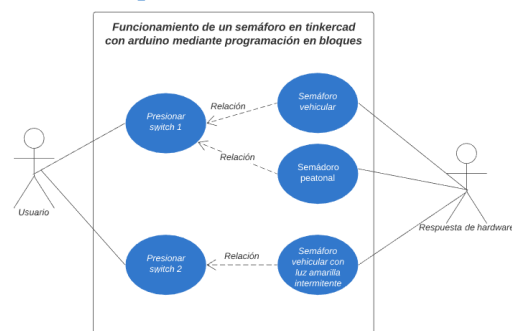 Funcionamiento de un semáforo en tinkercad
con arduino mediante programación en bloques
Presionar
switch 1
Relación
Semáforo
vehicular
Relación
Semádoro
peatonal
Usuario
Respuesta de hardware
Presionar
switch 2
Relación
Semáforo
vehicular con
luz amarilla
intermitente